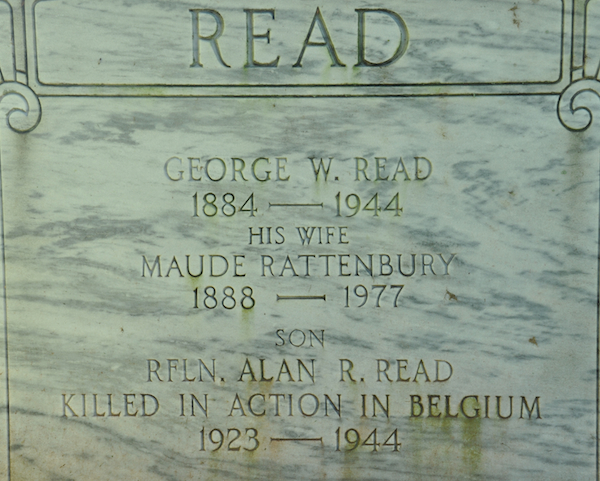 READ
GEORGE W. READ
1884 — 1944
HIS WIFE
MAUDE RATTENBURY
1888 — 1977
SON
RFLN. ALAN R. READ
KILLED IN ACTION IN BELGIUM
1923 — 1944